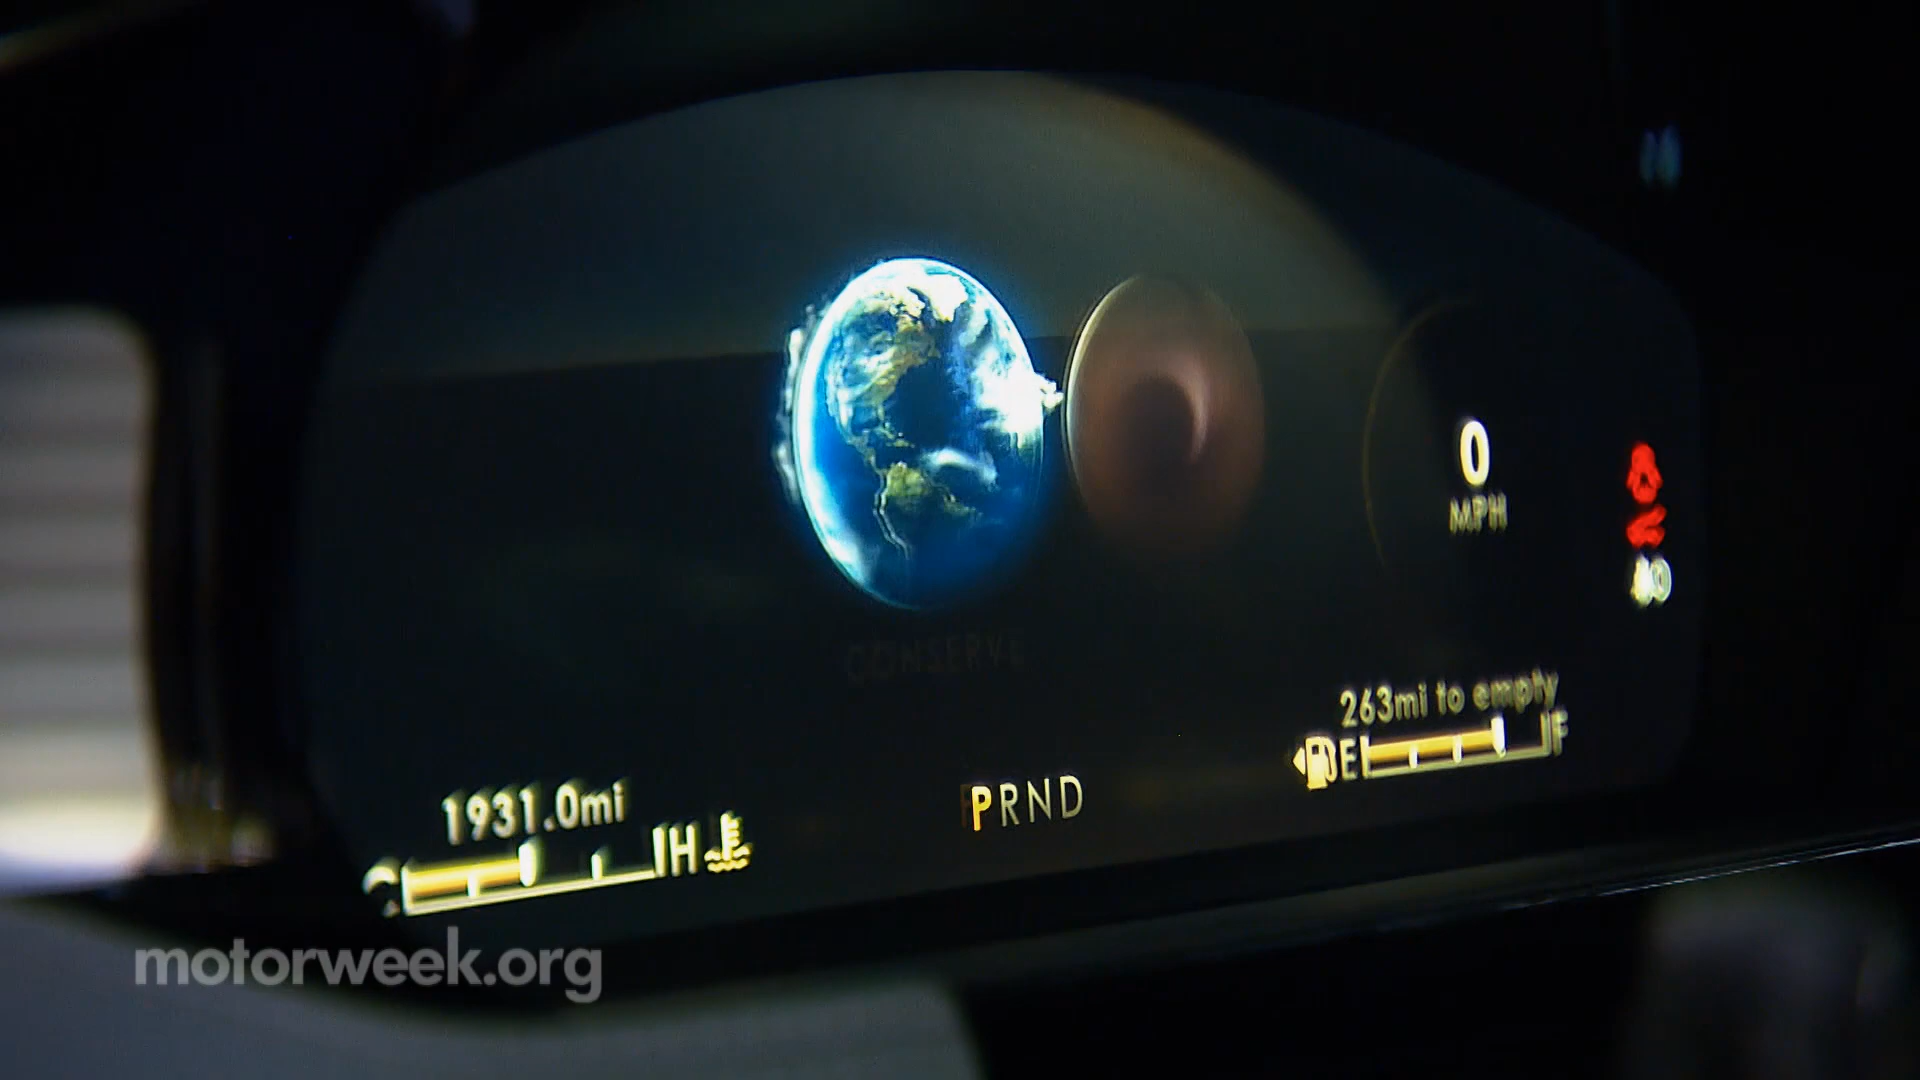 0
MPH
CONSERVE
263mi to empty
E F
1931.0mi
PRND
C H
motorweek.org